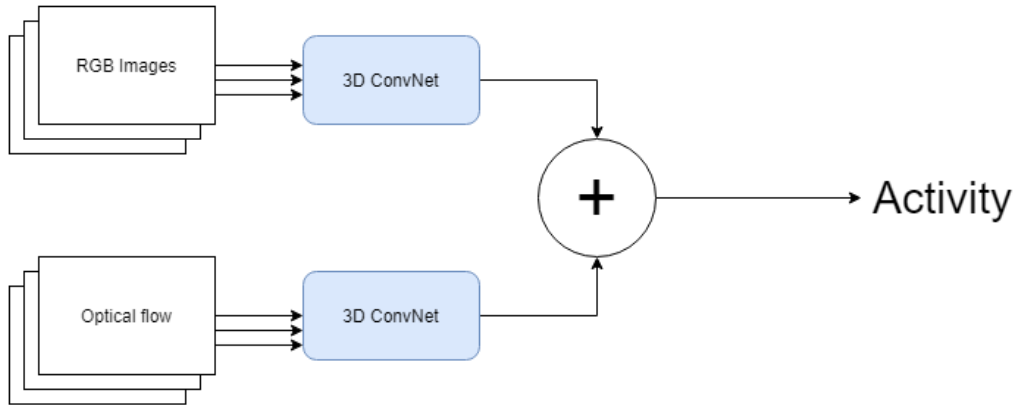 RGB Images
3D ConvNet
+
Activity
Optical flow
3D ConvNet